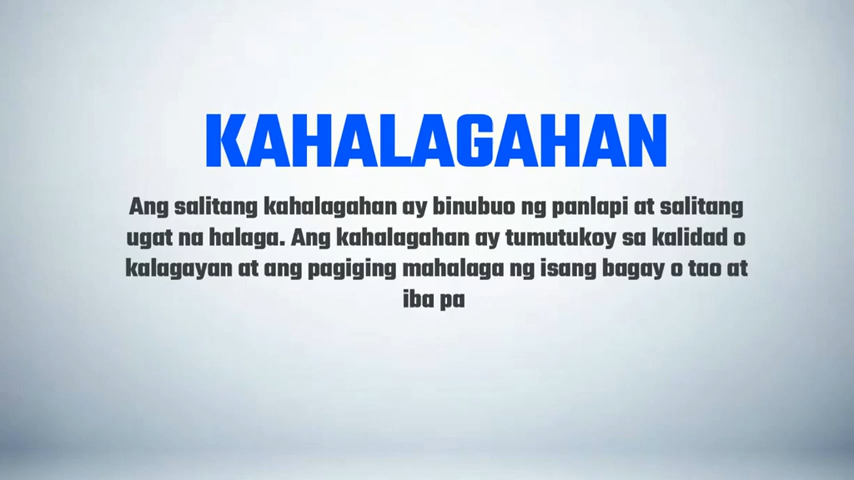 KAHALAGAHAN
Ang salitang kahalagahan ay binubuo ng panlapi at salitang
ugat na halaga. Ang kahalagahan ay tumutukoy sa kalidad o
kalagayan at ang pagiging mahalaga ng isang bagay o tao at
iba pa